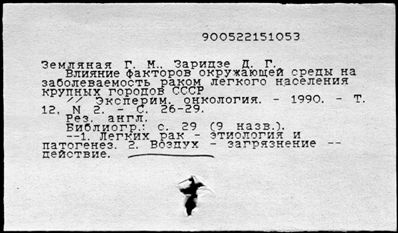 900522151053
Земляная Г. М., Заридзе Д. Г.
Влияние факторов окружающей среды на
заболеваемость раком легкого населения
крупных городов СССР
// Эксперим. онкология. - 1990. - Т.
12, N 2. - С. 26-29.
Рез. англ.
Библиогр.: с. 29 (9 назв.).
--1. Легких рак - этиология и
патогенез. 2. Воздух - загрязнение --
действие.